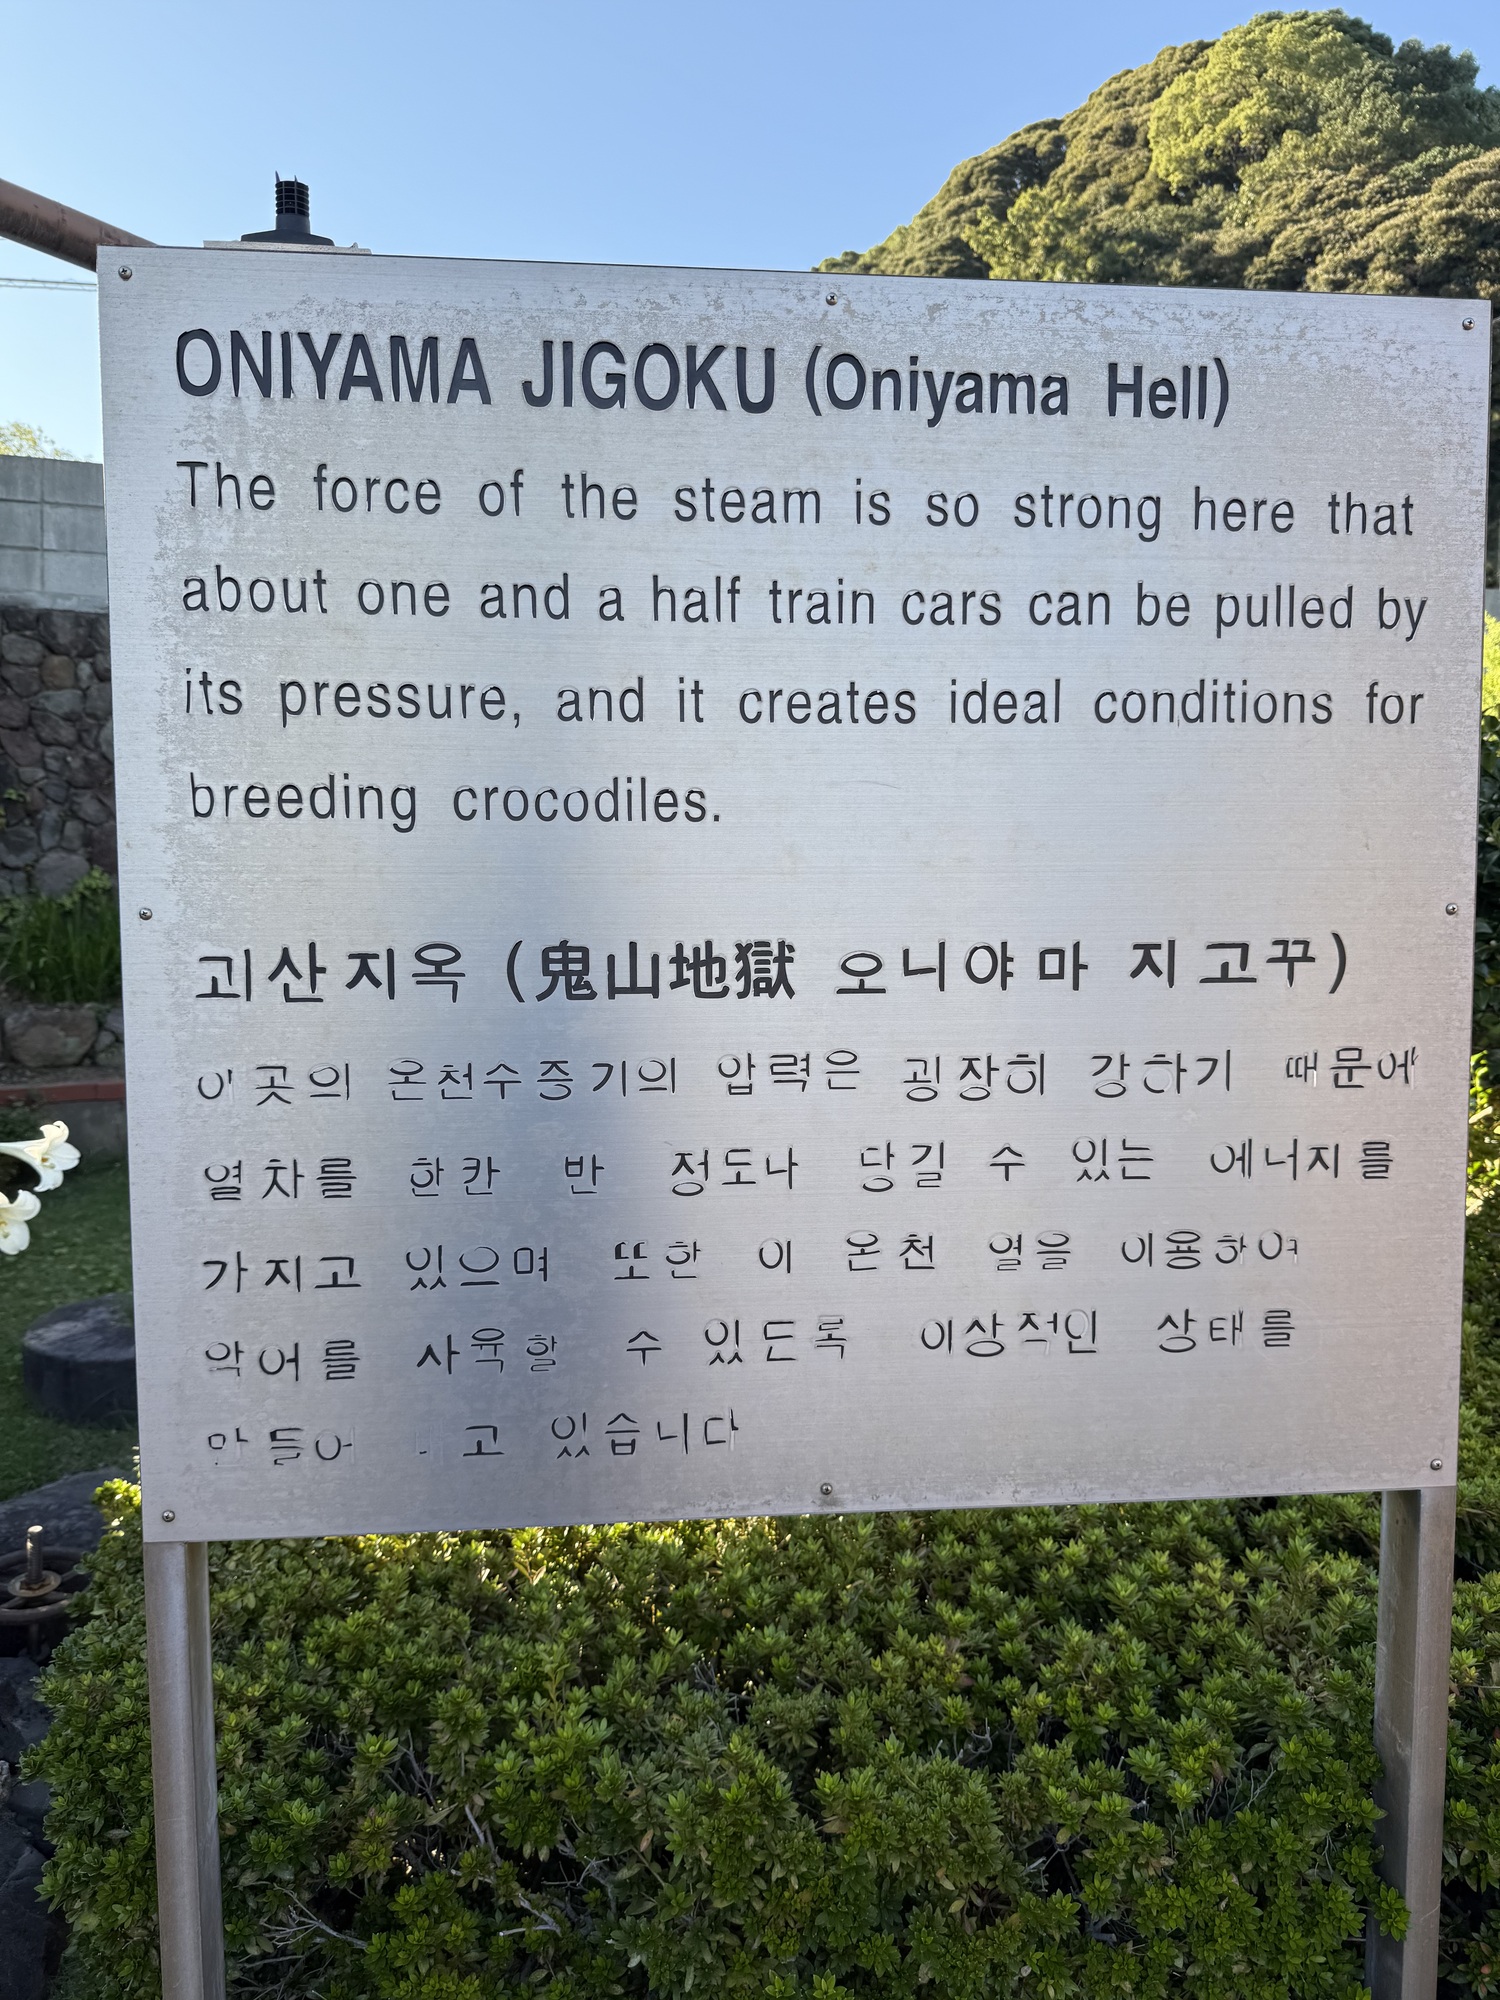 ONIYAMA JIGOKU (Oniyama Hell)
The force of the steam is so strong here that
about one and a half train cars can be pulled by
its pressure, and it creates ideal conditions for
breeding crocodiles.
괴산지옥 (鬼山地獄 오니야마 지고꾸)
이곳의 온천수증기의 압력은 굉장히 강하기 때문에
열차를 한칸 반 정도나 당길 수 있는 에너지를
가지고 있으며 또한 이 온천 열을 이용하여
악어를 사육할 수 있도록 이상적인 상태를
만들어 고 있습니다